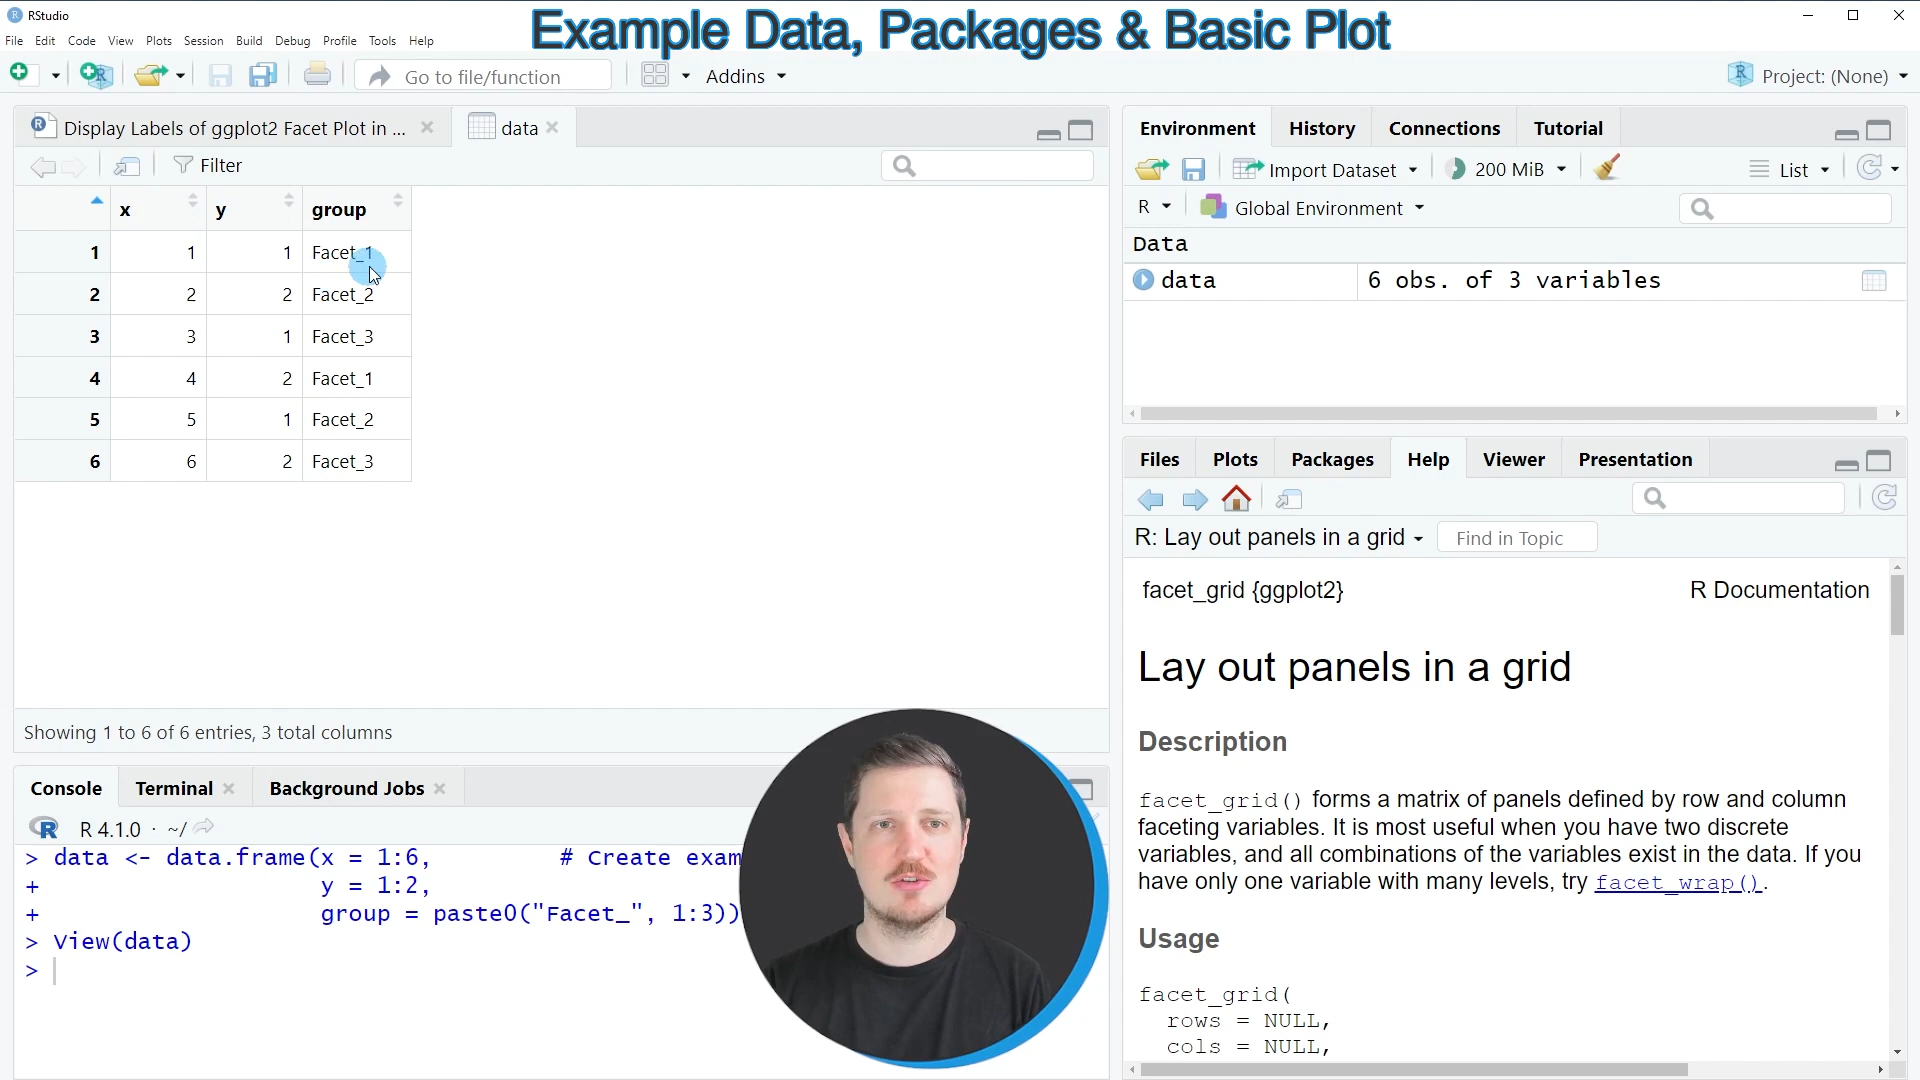 RStudio
Example Data, Packages & Basic Plot
File Edit Code View Plots Session Build Debug Profile Tools Help
Go to file/function
Addins
Project: (None)
Display Labels of ggplot2 Facet Plot in ...
data
Filter
x y group
1 1 1 Facet_1
2 2 2 Facet_2
3 3 1 Facet_3
4 4 2 Facet_1
5 5 1 Facet_2
6 6 2 Facet_3
Showing 1 to 6 of 6 entries, 3 total columns
Console Terminal Background Jobs
R 4.1.0 · ~/
> data <- data.frame(x = 1:6, # Create exam
+ y = 1:2,
+ group = paste0("Facet_", 1:3))
> View(data)
>
Environment History Connections Tutorial
Import Dataset 200 MiB List
R Global Environment
Data
data 6 obs. of 3 variables
Files Plots Packages Help Viewer Presentation
R: Lay out panels in a grid Find in Topic
facet_grid {ggplot2} R Documentation
Lay out panels in a grid
Description
facet_grid() forms a matrix of panels defined by row and column
faceting variables. It is most useful when you have two discrete
variables, and all combinations of the variables exist in the data. If you
have only one variable with many levels, try facet_wrap().
Usage
facet_grid(
rows = NULL,
cols = NULL,